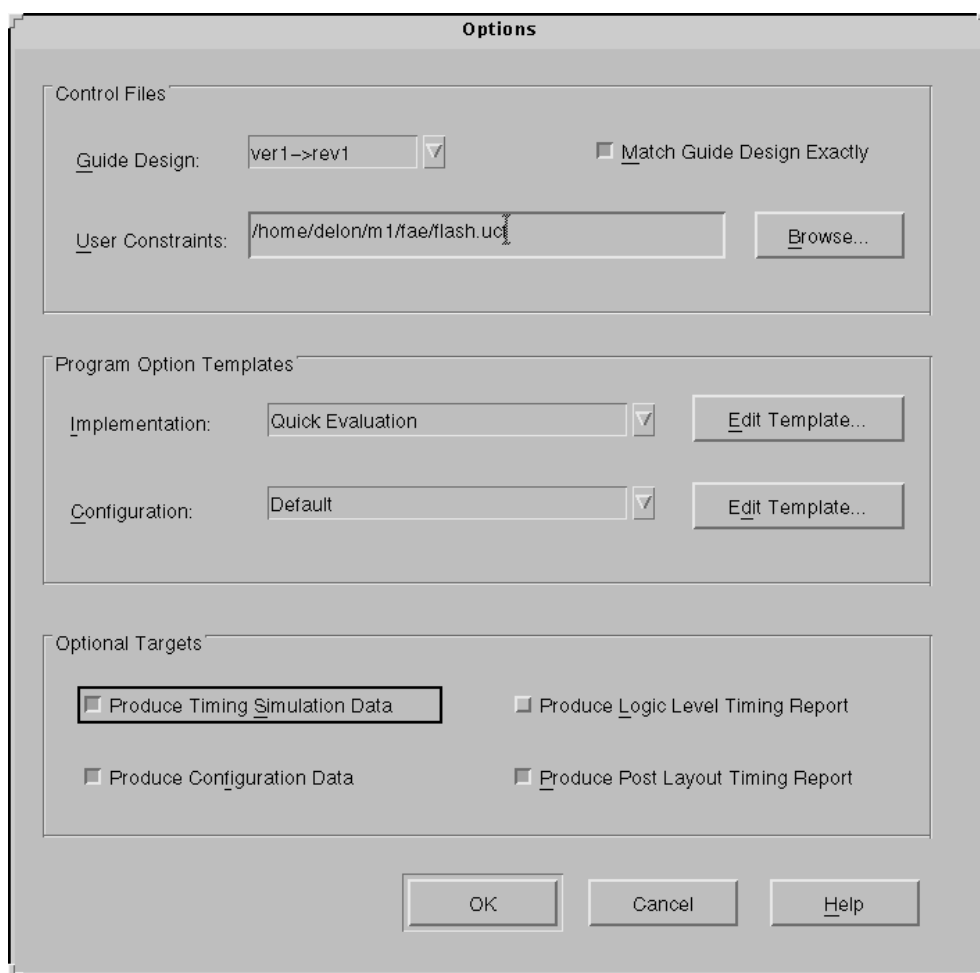 Options
Control Files
Guide Design: ver1->rev1 Match Guide Design Exactly
User Constraints: /home/delon/m1/fae/flash.ucf Browse...
Program Option Templates
Implementation: Quick Evaluation Edit Template...
Configuration: Default Edit Template...
Optional Targets
Produce Timing Simulation Data Produce Logic Level Timing Report
Produce Configuration Data Produce Post Layout Timing Report
OK Cancel Help